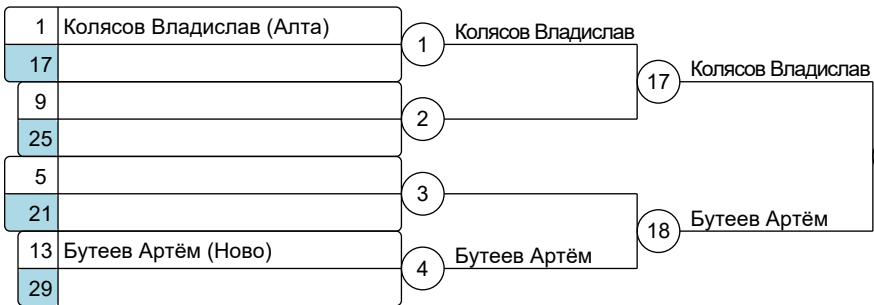 1 Колясов Владислав (Алта)
17
1 Колясов Владислав
9
25
2
17 Колясов Владислав
5
21
3
13 Бутеев Артём (Ново)
29
4 Бутеев Артём
18 Бутеев Артём